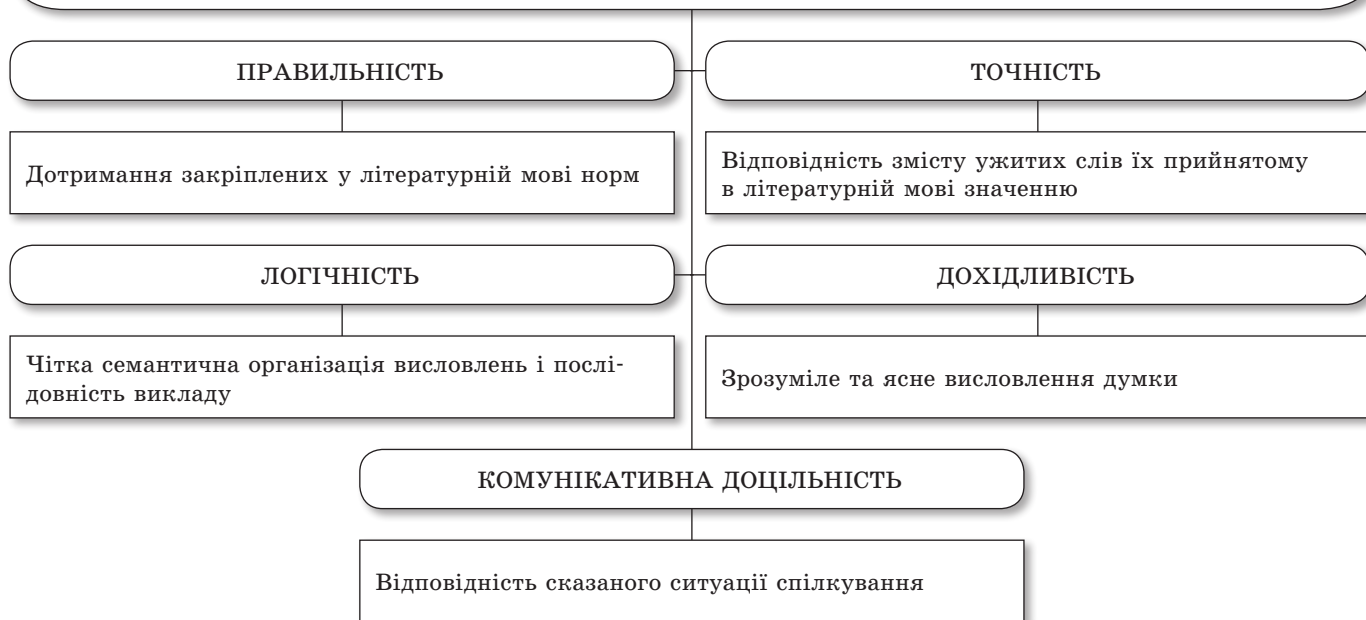 ПРАВИЛЬНІСТЬ
Дотримання закріплених у літературній мові норм
ТОЧНІСТЬ
Відповідність змісту ужитих слів їх прийнятому
в літературній мові значенню
ЛОГІЧНІСТЬ
Чітка семантична організація висловлень і послі-
довність викладу
ДОХІДЛИВІСТЬ
Зрозуміле та ясне висловлення думки
КОМУНІКАТИВНА ДОЦІЛЬНІСТЬ
Відповідність сказаного ситуації спілкування